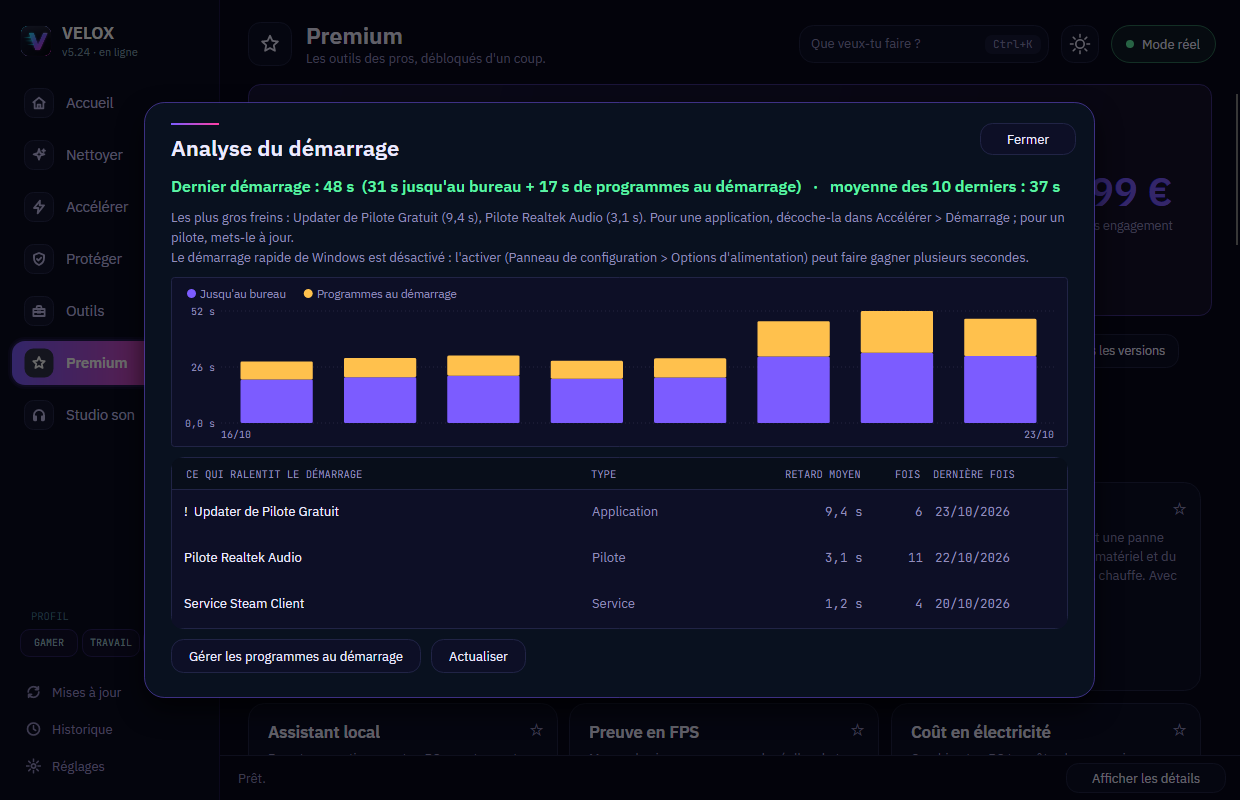 VELOX
v5.24 · en ligne
Premium
Les outils des pros, débloqués d'un coup.
Que veux-tu faire ?
Ctrl+K
Mode réel
Accueil
Nettoyer
Accélérer
Protéger
Outils
Premium
Studio son
PROFIL
GAMER
TRAVAIL
Mises à jour
Historique
Réglages
Analyse du démarrage
Fermer
Dernier démarrage : 48 s (31 s jusqu'au bureau + 17 s de programmes au démarrage) · moyenne des 10 derniers : 37 s
Les plus gros freins : Updater de Pilote Gratuit (9,4 s), Pilote Realtek Audio (3,1 s). Pour une application, décoche-la dans Accélérer > Démarrage ; pour un
pilote, mets-le à jour.
Le démarrage rapide de Windows est désactivé : l'activer (Panneau de configuration > Options d'alimentation) peut faire gagner plusieurs secondes.
Jusqu'au bureau
Programmes au démarrage
52 s
26 s
0,0 s
16/10
23/10
CE QUI RALENTIT LE DÉMARRAGE TYPE RETARD MOYEN FOIS DERNIÈRE FOIS
! Updater de Pilote Gratuit Application 9,4 s 6 23/10/2026
Pilote Realtek Audio Pilote 3,1 s 11 22/10/2026
Service Steam Client Service 1,2 s 4 20/10/2026
Gérer les programmes au démarrage
Actualiser
99 €
engagement
les versions
t une panne
matériel et du
chauffe. Avec
Assistant local
Preuve en FPS
Coût en électricité
Prêt.
Afficher les détails